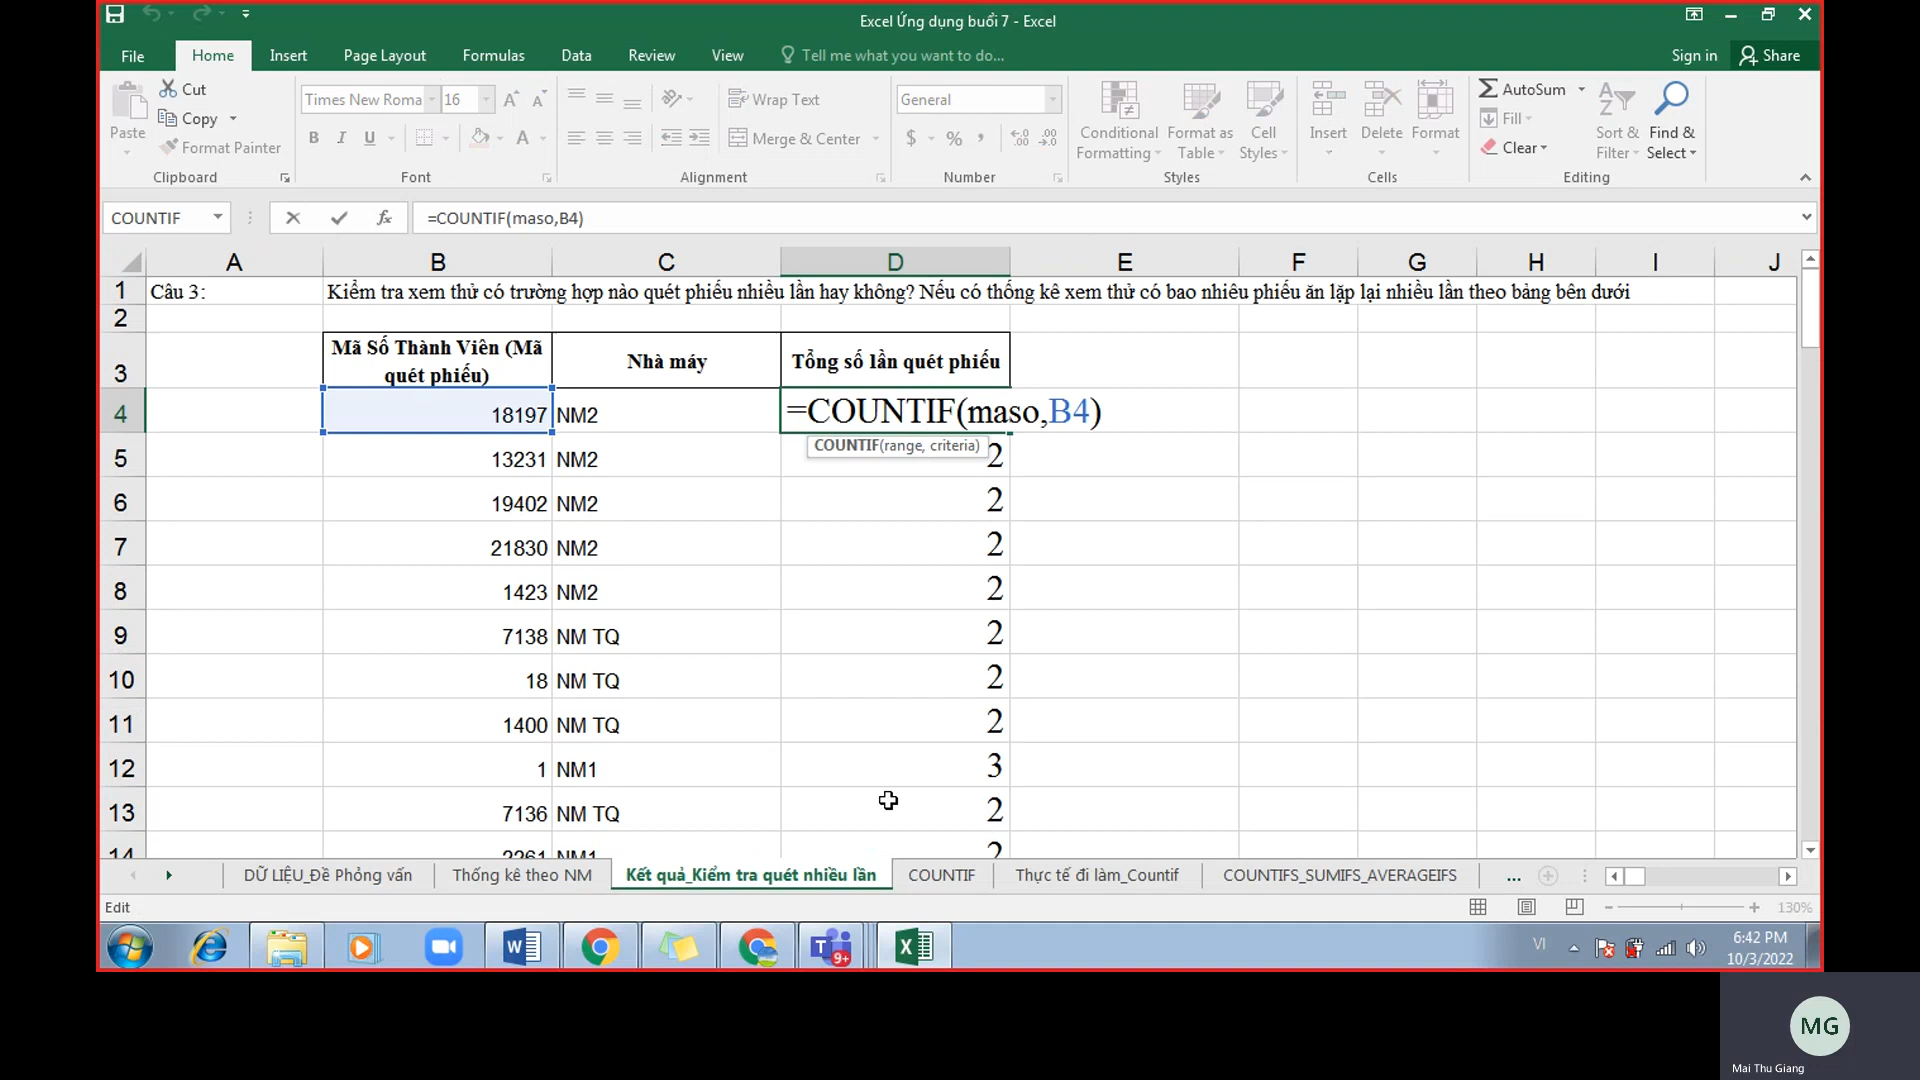 Excel Ứng dụng buổi 7 - Excel
File Home Insert Page Layout Formulas Data Review View Tell me what you want to do... Sign in Share
Cut
Copy
Format Painter
Paste
Clipboard
Times New Roma 16
B I U
Font
Wrap Text
Merge & Center
Alignment
General
$ % ,
Number
Conditional Formatting
Format as Table
Cell Styles
Styles
Insert Delete Format
Cells
AutoSum
Fill
Clear
Sort & Filter
Find & Select
Editing
COUNTIF fx =COUNTIF(maso,B4)
A B C D E F G H I J
1 Câu 3: Kiểm tra xem thử có trường hợp nào quét phiếu nhiều lần hay không? Nếu có thống kê xem thử có bao nhiêu phiếu ăn lặp lại nhiều lần theo bảng bên dưới
2
3 Mã Số Thành Viên (Mã quét phiếu) Nhà máy Tổng số lần quét phiếu
4 18197 NM2 =COUNTIF(maso,B4)
COUNTIF(range, criteria)
5 13231 NM2 2
6 19402 NM2 2
7 21830 NM2 2
8 1423 NM2 2
9 7138 NM TQ 2
10 18 NM TQ 2
11 1400 NM TQ 2
12 1 NM1 3
13 7136 NM TQ 2
14 2261 NM1 2
DỮ LIỆU_Đề Phỏng vấn Thống kê theo NM Kết quả_Kiểm tra quét nhiều lần COUNTIF Thực tế đi làm_Countif COUNTIFS_SUMIFS_AVERAGEIFS ...
Edit 130%
VI 6:42 PM
10/3/2022
9+
MG
Mai Thu Giang